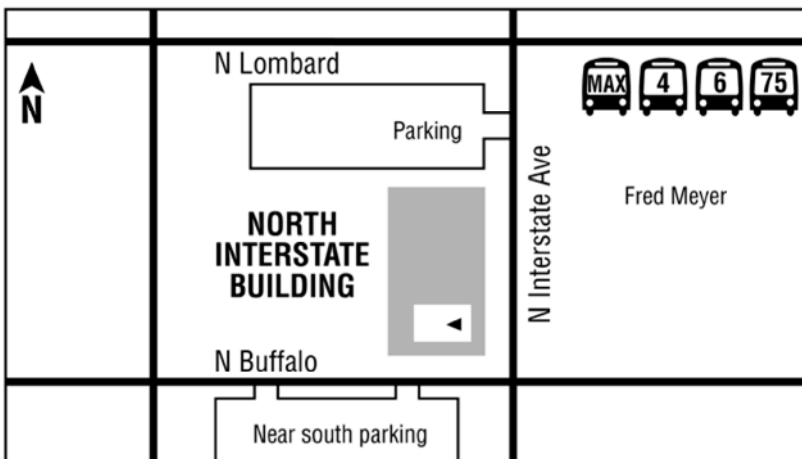 N Lombard
MAX 4 6 75
N
Parking
N Interstate Ave
Fred Meyer
NORTH
INTERSTATE
BUILDING
N Buffalo
Near south parking